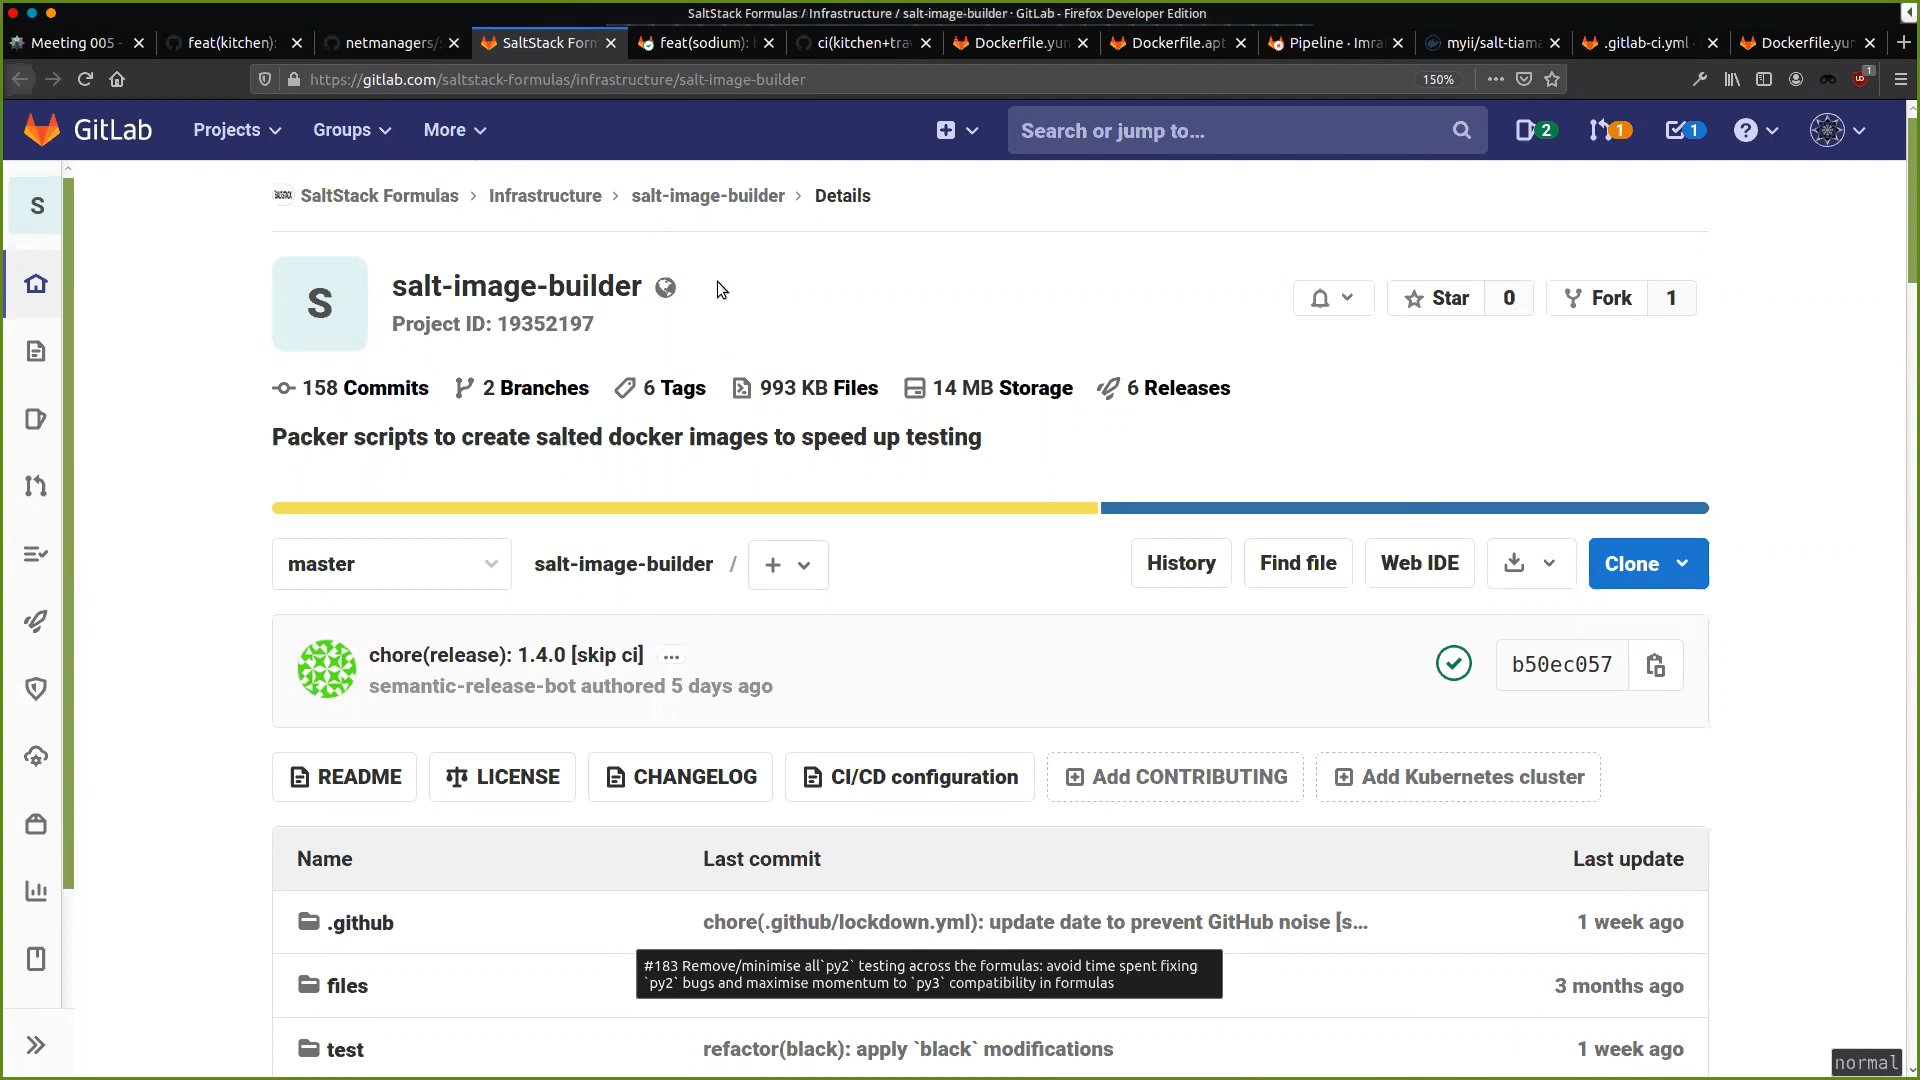 SaltStack Formulas / Infrastructure / salt-image-builder · GitLab - Firefox Developer Edition
Meeting 005 -
feat(kitchen):
netmanagers/s
SaltStack Form
feat(sodium):
ci(kitchen+tra
Dockerfile.yum
Dockerfile.apt
Pipeline · Imra
myii/salt-tiama
.gitlab-ci.yml
Dockerfile.yum
https://gitlab.com/saltstack-formulas/infrastructure/salt-image-builder
150%
1
GitLab
Projects
Groups
More
Search or jump to...
2
1
1
S
SaltStack Formulas > Infrastructure > salt-image-builder > Details
S
salt-image-builder
Project ID: 19352197
Star
0
Fork
1
158 Commits
2 Branches
6 Tags
993 KB Files
14 MB Storage
6 Releases
Packer scripts to create salted docker images to speed up testing
master
salt-image-builder /
History
Find file
Web IDE
Clone
chore(release): 1.4.0 [skip ci]
semantic-release-bot authored 5 days ago
b50ec057
README
LICENSE
CHANGELOG
CI/CD configuration
Add CONTRIBUTING
Add Kubernetes cluster
Name
Last commit
Last update
.github
chore(.github/lockdown.yml): update date to prevent GitHub noise [s...
1 week ago
#183 Remove/minimise all`py2` testing across the formulas: avoid time spent fixing
`py2` bugs and maximise momentum to `py3` compatibility in formulas
files
3 months ago
test
refactor(black): apply `black` modifications
1 week ago
normal